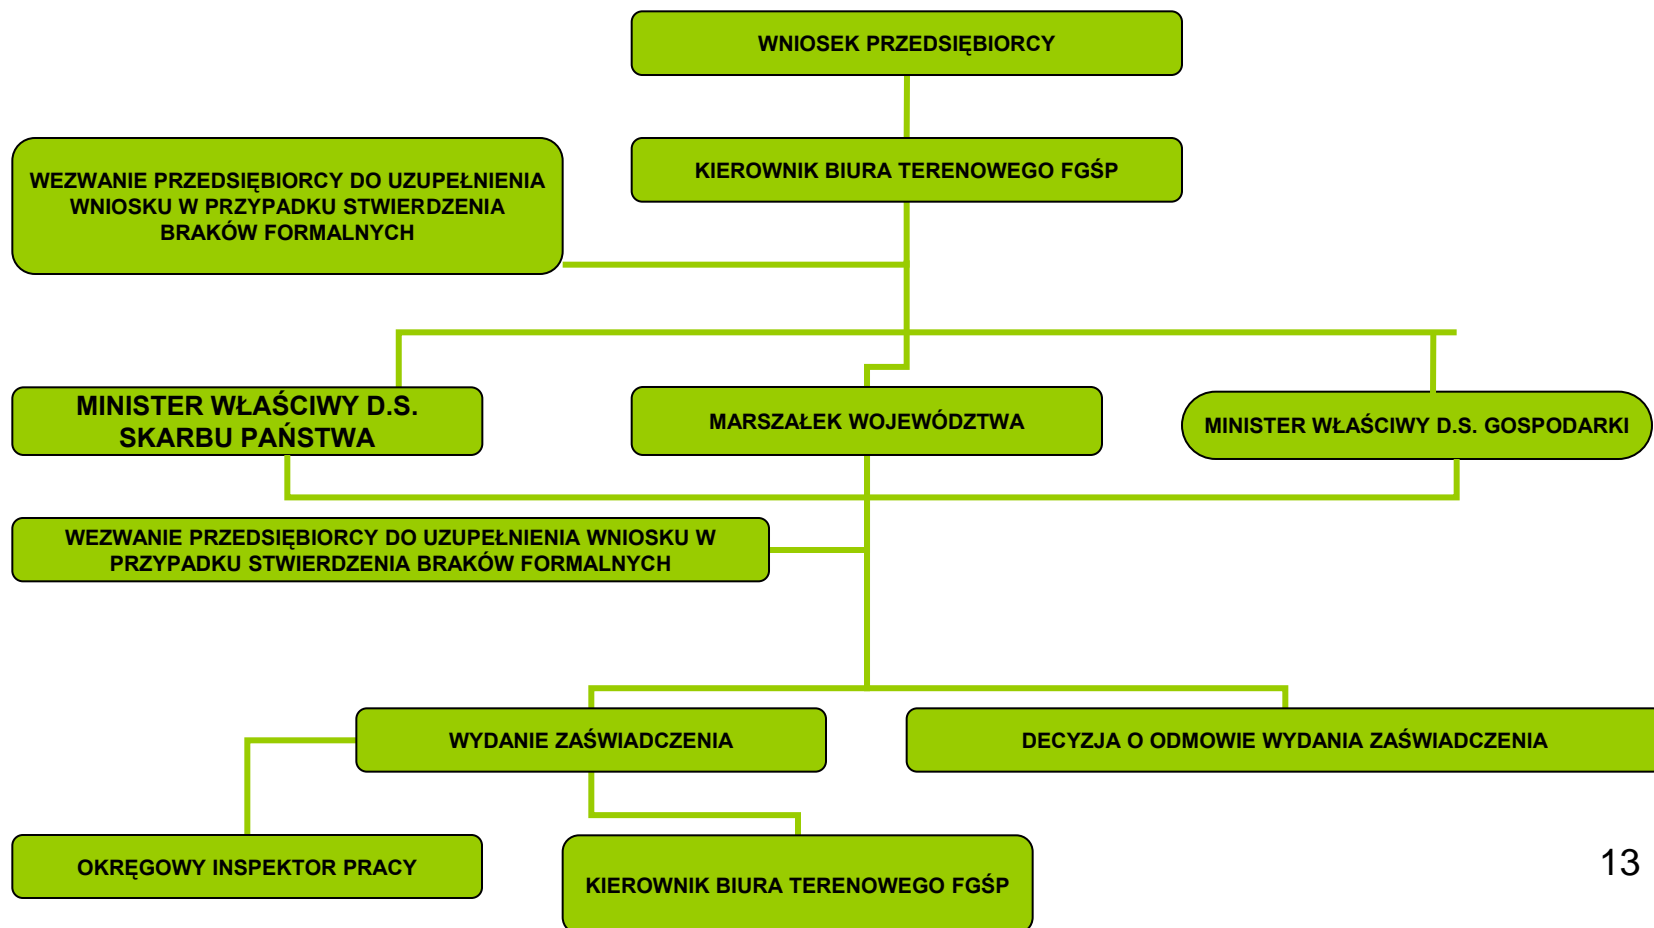 WNIOSEK PRZEDSIĘBIORCY
KIEROWNIK BIURA TERENOWEGO FGŚP
WEZWANIE PRZEDSIĘBIORCY DO UZUPEŁNIENIA
WNIOSKU W PRZYPADKU STWIERDZENIA
BRAKÓW FORMALNYCH
MINISTER WŁAŚCIWY D.S.
SKARBU PAŃSTWA
MARSZAŁEK WOJEWÓDZTWA
MINISTER WŁAŚCIWY D.S. GOSPODARKI
WEZWANIE PRZEDSIĘBIORCY DO UZUPEŁNIENIA WNIOSKU W
PRZYPADKU STWIERDZENIA BRAKÓW FORMALNYCH
WYDANIE ZAŚWIADCZENIA
DECYZJA O ODMOWIE WYDANIA ZAŚWIADCZENIA
OKRĘGOWY INSPEKTOR PRACY
KIEROWNIK BIURA TERENOWEGO FGŚP
13